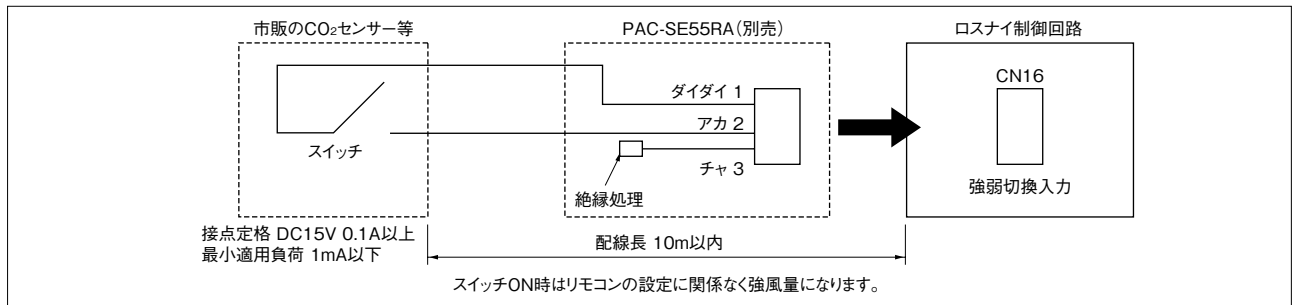 市販のCO₂センサー等
PAC-SE55RA(別売)
ロスナイ制御回路
スイッチ
ダイダイ 1
アカ 2
チャ 3
絶縁処理
CN16
強弱切換入力
接点定格 DC15V 0.1A以上
最小適用負荷 1mA以下
配線長 10m以内
スイッチON時はリモコンの設定に関係なく強風量になります。